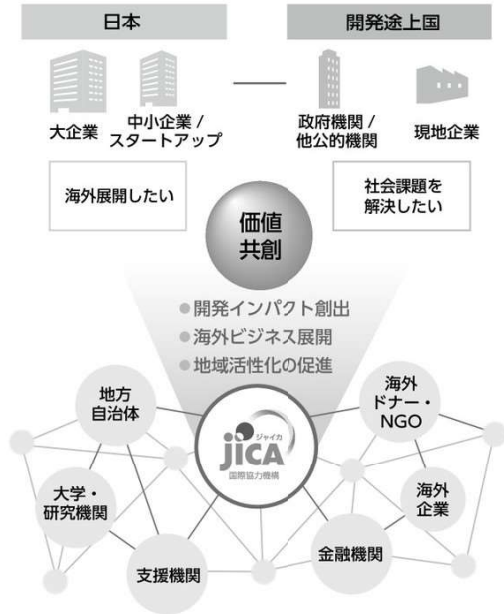 日本
開発途上国
大企業
中小企業 /
スタートアップ
政府機関 /
他公的機関
現地企業
海外展開したい
社会課題を
解決したい
価値
共創
●開発インパクト創出
●海外ビジネス展開
●地域活性化の促進
地方
自治体
海外
ドナー・
NGO
ジャイカ
JICA
国際協力機構
大学・
研究機関
海外
企業
支援機関
金融機関